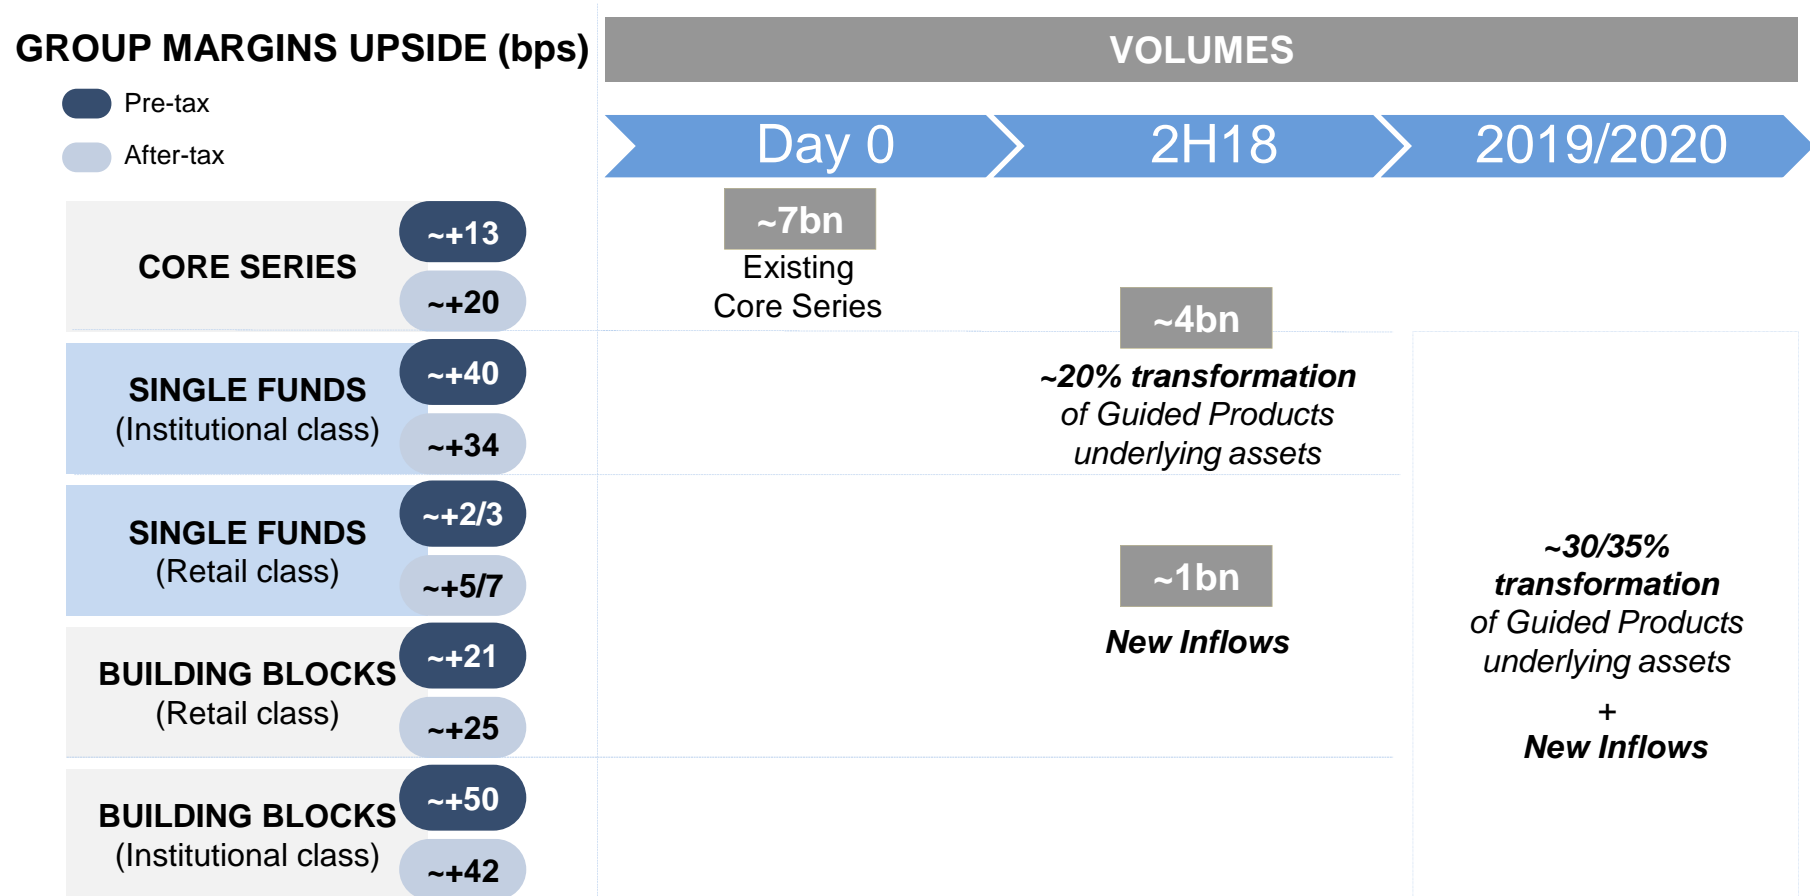 GROUP MARGINS UPSIDE (bps)
Pre-tax
After-tax
VOLUMES
Day 0
2H18
2019/2020
CORE SERIES
~+13
~+20
~7bn
Existing
Core Series
SINGLE FUNDS
(Institutional class)
~+40
~+34
~4bn
~20% transformation
of Guided Products
underlying assets
SINGLE FUNDS
(Retail class)
~+2/3
~+5/7
~1bn
New Inflows
BUILDING BLOCKS
(Retail class)
~+21
~+25
BUILDING BLOCKS
(Institutional class)
~+50
~+42
~30/35%
transformation
of Guided Products
underlying assets
+
New Inflows